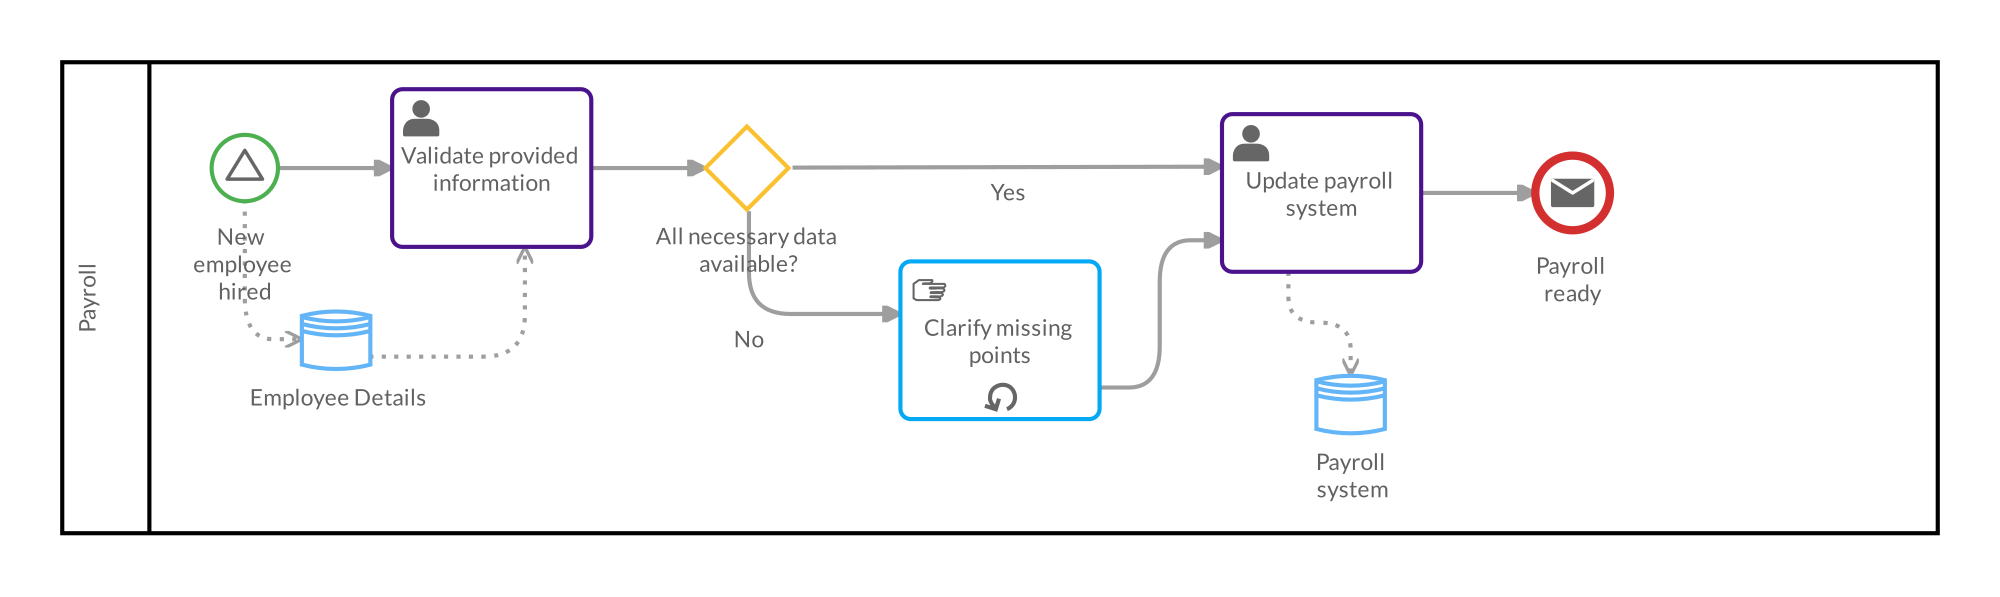 Payroll
New
employee
hired
Employee Details
Validate provided
information
All necessary data
available?
Yes
No
Clarify missing
points
Update payroll
system
Payroll
system
Payroll
ready